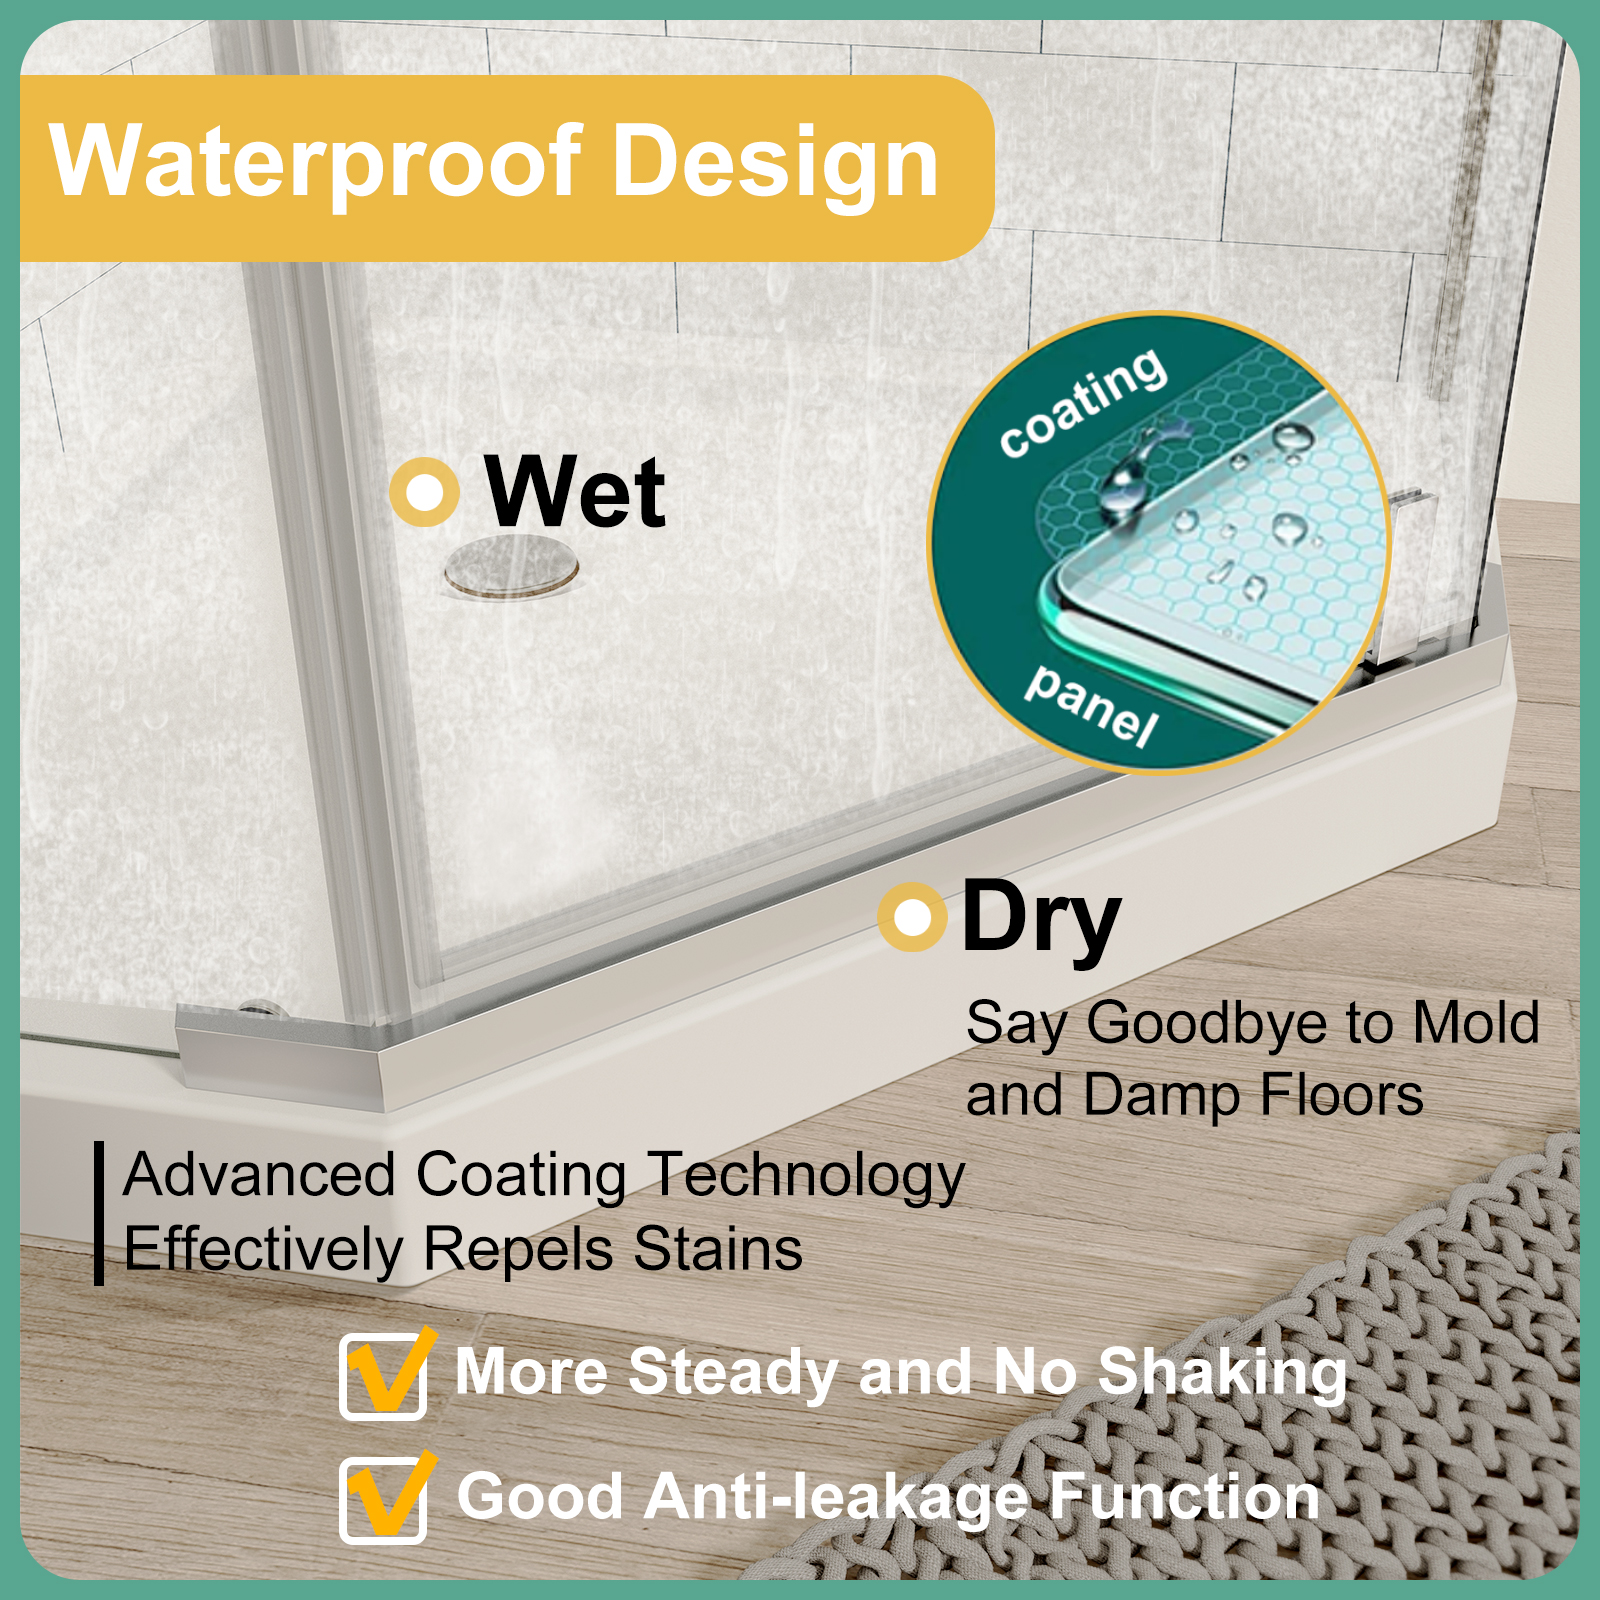 Waterproof Design
coating
Wet
panel
Dry
Say Goodbye to Mold
and Damp Floors
Advanced Coating Technology
Effectively Repels Stains
More Steady and No Shaking
Good Anti-leakage Function